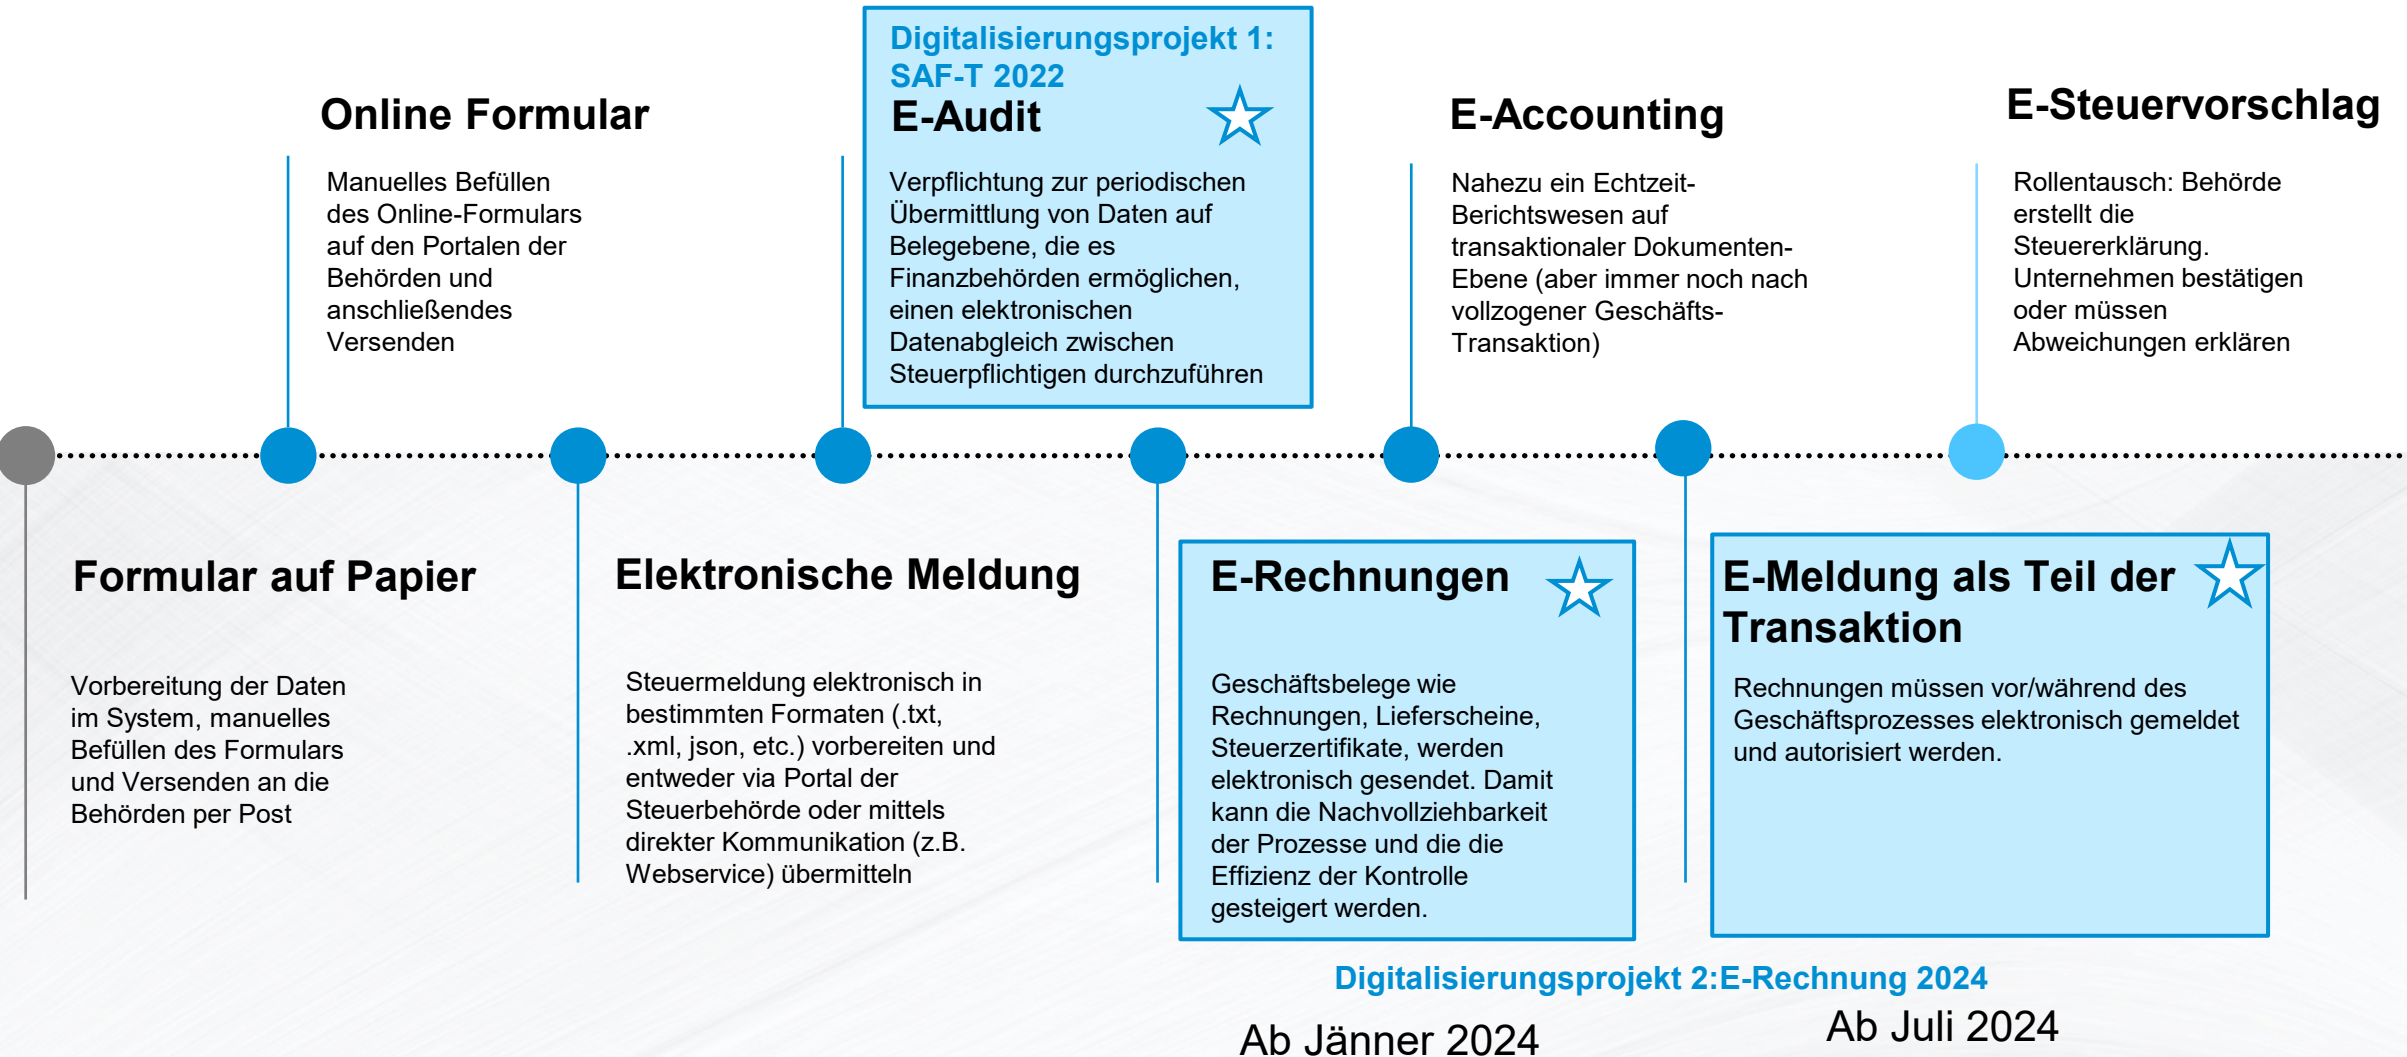 Digitalisierungsprojekt 1:
SAF-T 2022
E-Audit
Verpflichtung zur periodischen
Übermittlung von Daten auf
Belegebene, die es
Finanzbehörden ermöglichen,
einen elektronischen
Datenabgleich zwischen
Steuerpflichtigen durchzuführen
Online Formular
Manuelles Befüllen
des Online-Formulars
auf den Portalen der
Behörden und
anschließendes
Versenden
E-Accounting
Nahezu ein Echtzeit-
Berichtswesen auf
transaktionaler Dokumenten-
Ebene (aber immer noch nach
vollzogener Geschäfts-
Transaktion)
E-Steuervorschlag
Rollentausch: Behörde
erstellt die
Steuererklärung.
Unternehmen bestätigen
oder müssen
Abweichungen erklären
Formular auf Papier
Vorbereitung der Daten
im System, manuelles
Befüllen des Formulars
und Versenden an die
Behörden per Post
Elektronische Meldung
Steuermeldung elektronisch in
bestimmten Formaten (.txt,
.xml, json, etc.) vorbereiten und
entweder via Portal der
Steuerbehörde oder mittels
direkter Kommunikation (z.B.
Webservice) übermitteln
E-Rechnungen
Geschäftsbelege wie
Rechnungen, Lieferscheine,
Steuerzertifikate, werden
elektronisch gesendet. Damit
kann die Nachvollziehbarkeit
der Prozesse und die die
Effizienz der Kontrolle
gesteigert werden.
E-Meldung als Teil der
Transaktion
Rechnungen müssen vor/während des
Geschäftsprozesses elektronisch gemeldet
und autorisiert werden.
Digitalisierungsprojekt 2:E-Rechnung 2024
Ab Jänner 2024
Ab Juli 2024